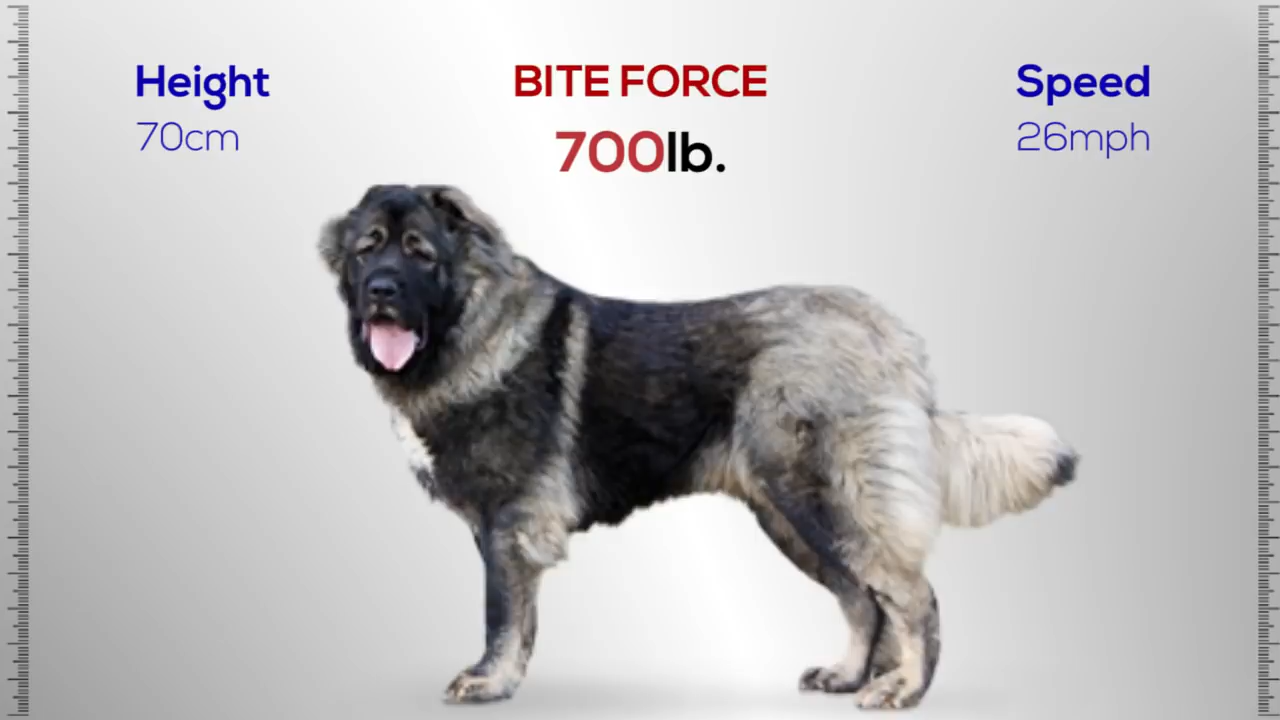 Height
70cm
BITE FORCE
700lb.
Speed
26mph